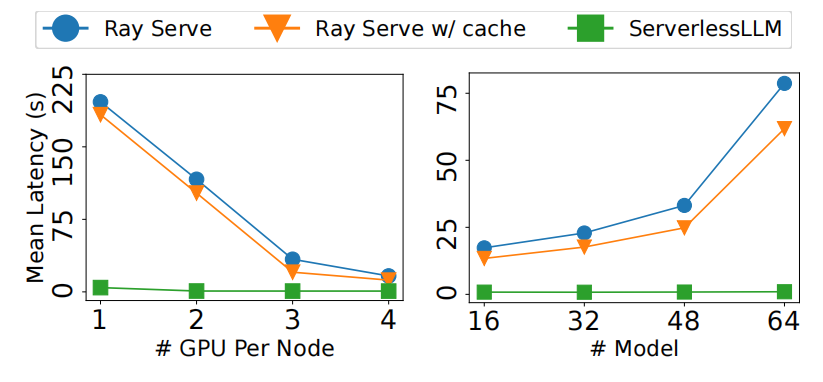 Ray Serve Ray Serve w/ cache ServerlessLLM
Mean Latency (s)
225
150
75
0
1 2 3 4
# GPU Per Node
75
50
25
0
16 32 48 64
# Model